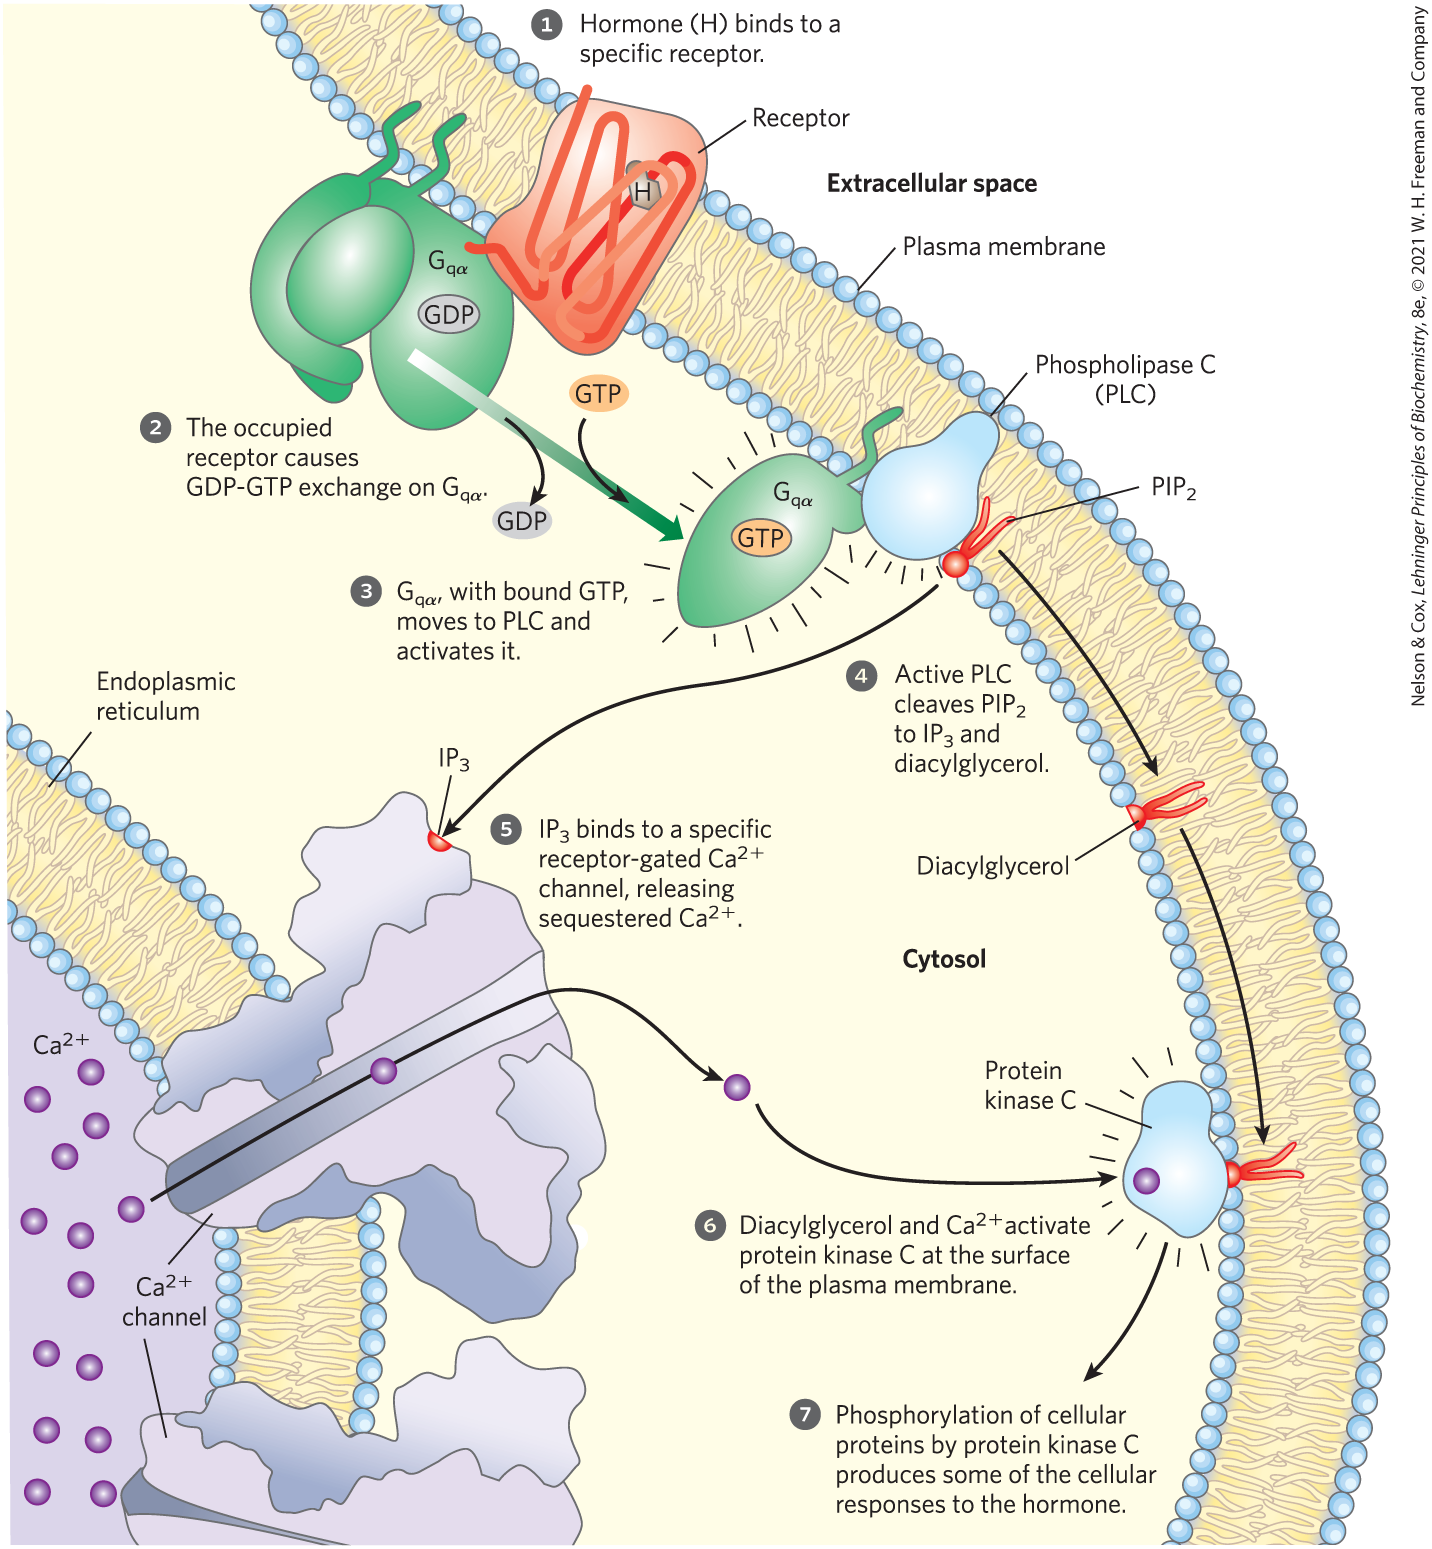 1 Hormone (H) binds to a
specific receptor.
Receptor
H
Extracellular space
Plasma membrane
Gqα
GDP
GTP
Phospholipase C
(PLC)
2 The occupied
receptor causes
GDP-GTP exchange on Gqα.
GDP
Gqα
GTP
PIP2
3 Gqα, with bound GTP,
moves to PLC and
activates it.
4 Active PLC
cleaves PIP2
to IP3 and
diacylglycerol.
Endoplasmic
reticulum
IP3
5 IP3 binds to a specific
receptor-gated Ca2+
channel, releasing
sequestered Ca2+.
Diacylglycerol
Cytosol
Ca2+
Protein
kinase C
6 Diacylglycerol and Ca2+ activate
protein kinase C at the surface
of the plasma membrane.
Ca2+
channel
7 Phosphorylation of cellular
proteins by protein kinase C
produces some of the cellular
responses to the hormone.
Nelson & Cox, Lehninger Principles of Biochemistry, 8e, © 2021 W. H. Freeman and Company